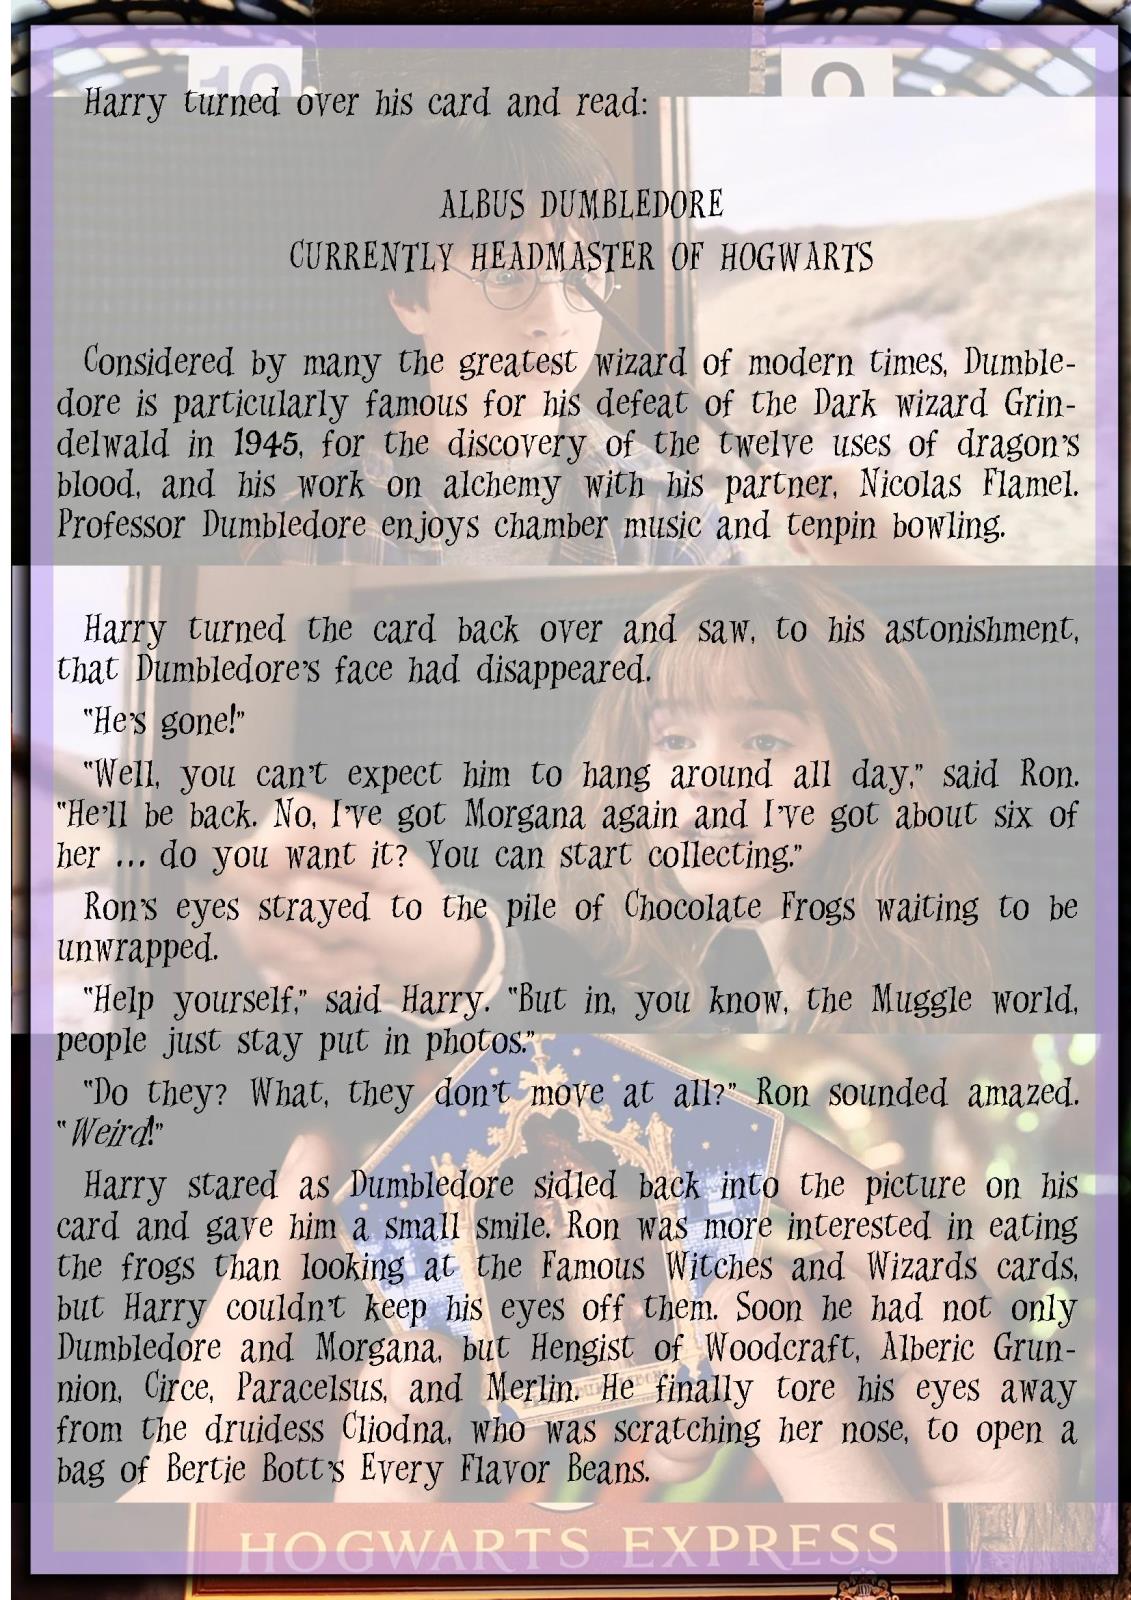 10
9
Harry turned over his card and read:
ALBUS DUMBLEDORE
CURRENTLY HEADMASTER OF HOGWARTS
Considered by many the greatest wizard of modern times, Dumble-
dore is particularly famous for his defeat of the Dark wizard Grin-
delwald in 1945, for the discovery of the twelve uses of dragon's
blood, and his work on alchemy with his partner, Nicolas Flamel.
Professor Dumbledore enjoys chamber music and tenpin bowling.
Harry turned the card back over and saw, to his astonishment,
that Dumbledore's face had disappeared.
"He's gone!"
"Well, you can't expect him to hang around all day," said Ron.
"He'll be back. No, I've got Morgana again and I've got about six of
her ... do you want it? You can start collecting."
Ron's eyes strayed to the pile of Chocolate Frogs waiting to be
unwrapped.
"Help yourself," said Harry. "But in, you know, the Muggle world,
people just stay put in photos."
"Do they? What, they don't move at all?" Ron sounded amazed.
"Weird!"
Harry stared as Dumbledore sidled back into the picture on his
card and gave him a small smile. Ron was more interested in eating
the frogs than looking at the Famous Witches and Wizards cards,
but Harry couldn't keep his eyes off them. Soon he had not only
Dumbledore and Morgana, but Hengist of Woodcraft, Alberic Grun-
nion, Circe, Paracelsus, and Merlin. He finally tore his eyes away
from the druidess Cliodna, who was scratching her nose, to open a
bag of Bertie Bott's Every Flavor Beans.
HOGWARTS EXPRESS